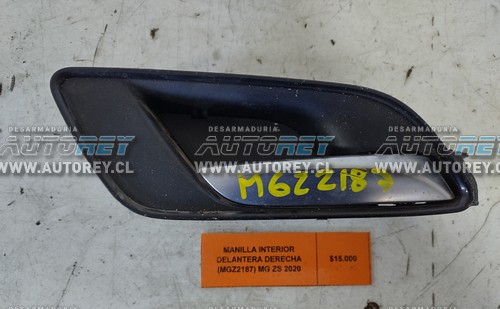 DESARMADURIA
AUTOREY
WWW.AUTOREY.CL
DESARMADURIA
AUTOREY
WWW.AUTOREY.CL
DESARMADURIA
AUTOREY
WWW.AUTOREY.CL
MGZ2187
MANILLA INTERIOR
DELANTERA DERECHA
(MGZ2187) MG ZS 2020
$15.000